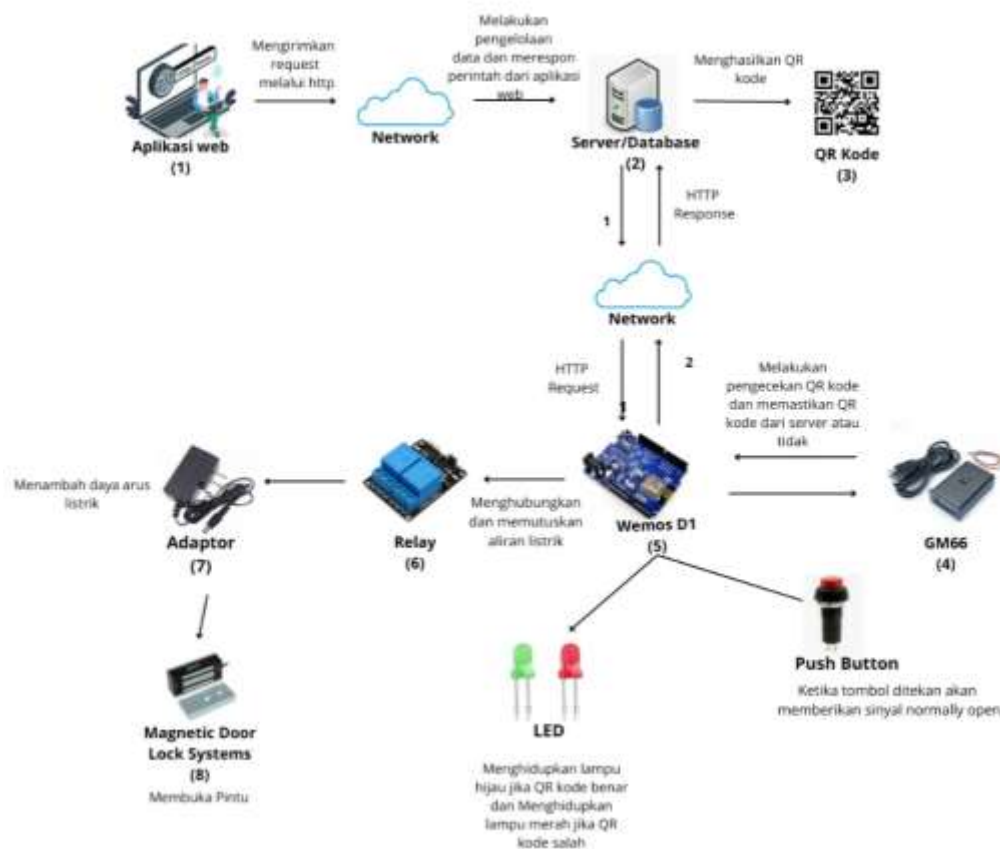 Mengirimkan
request
melalui http
Melakukan
pengelolaan
data dan merespon
perintah dari aplikasi
web
Menghasilkan QR
kode
Aplikasi web
(1)
Network
Server/Database
(2)
QR Kode
(3)
1
HTTP
Response
Network
HTTP
Request
1
2
Melakukan
pengecekan QR kode
dan memastikan QR
kode dari server atau
tidak
Menambah daya arus
listrik
Adaptor
(7)
Relay
(6)
Menghubungkan
dan memutuskan
aliran listrik
Wemos D1
(5)
GM66
(4)
Push Button
Ketika tombol ditekan akan
memberikan sinyal normally open
Magnetic Door
Lock Systems
(8)
Membuka Pintu
LED
Menghidupkan lampu
hijau jika QR kode benar
dan Menghidupkan
lampu merah jika QR
kode salah